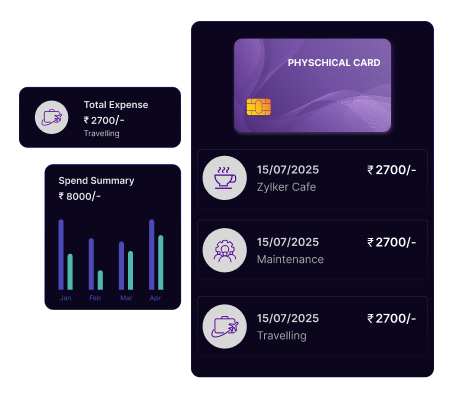 PHYSCHICAL CARD
Total Expense
₹ 2700/-
Travelling
Spend Summary
₹ 8000/-
Jan Feb Mar Apr
15/07/2025 ₹ 2700/-
Zylker Cafe
15/07/2025 ₹ 2700/-
Maintenance
15/07/2025 ₹ 2700/-
Travelling